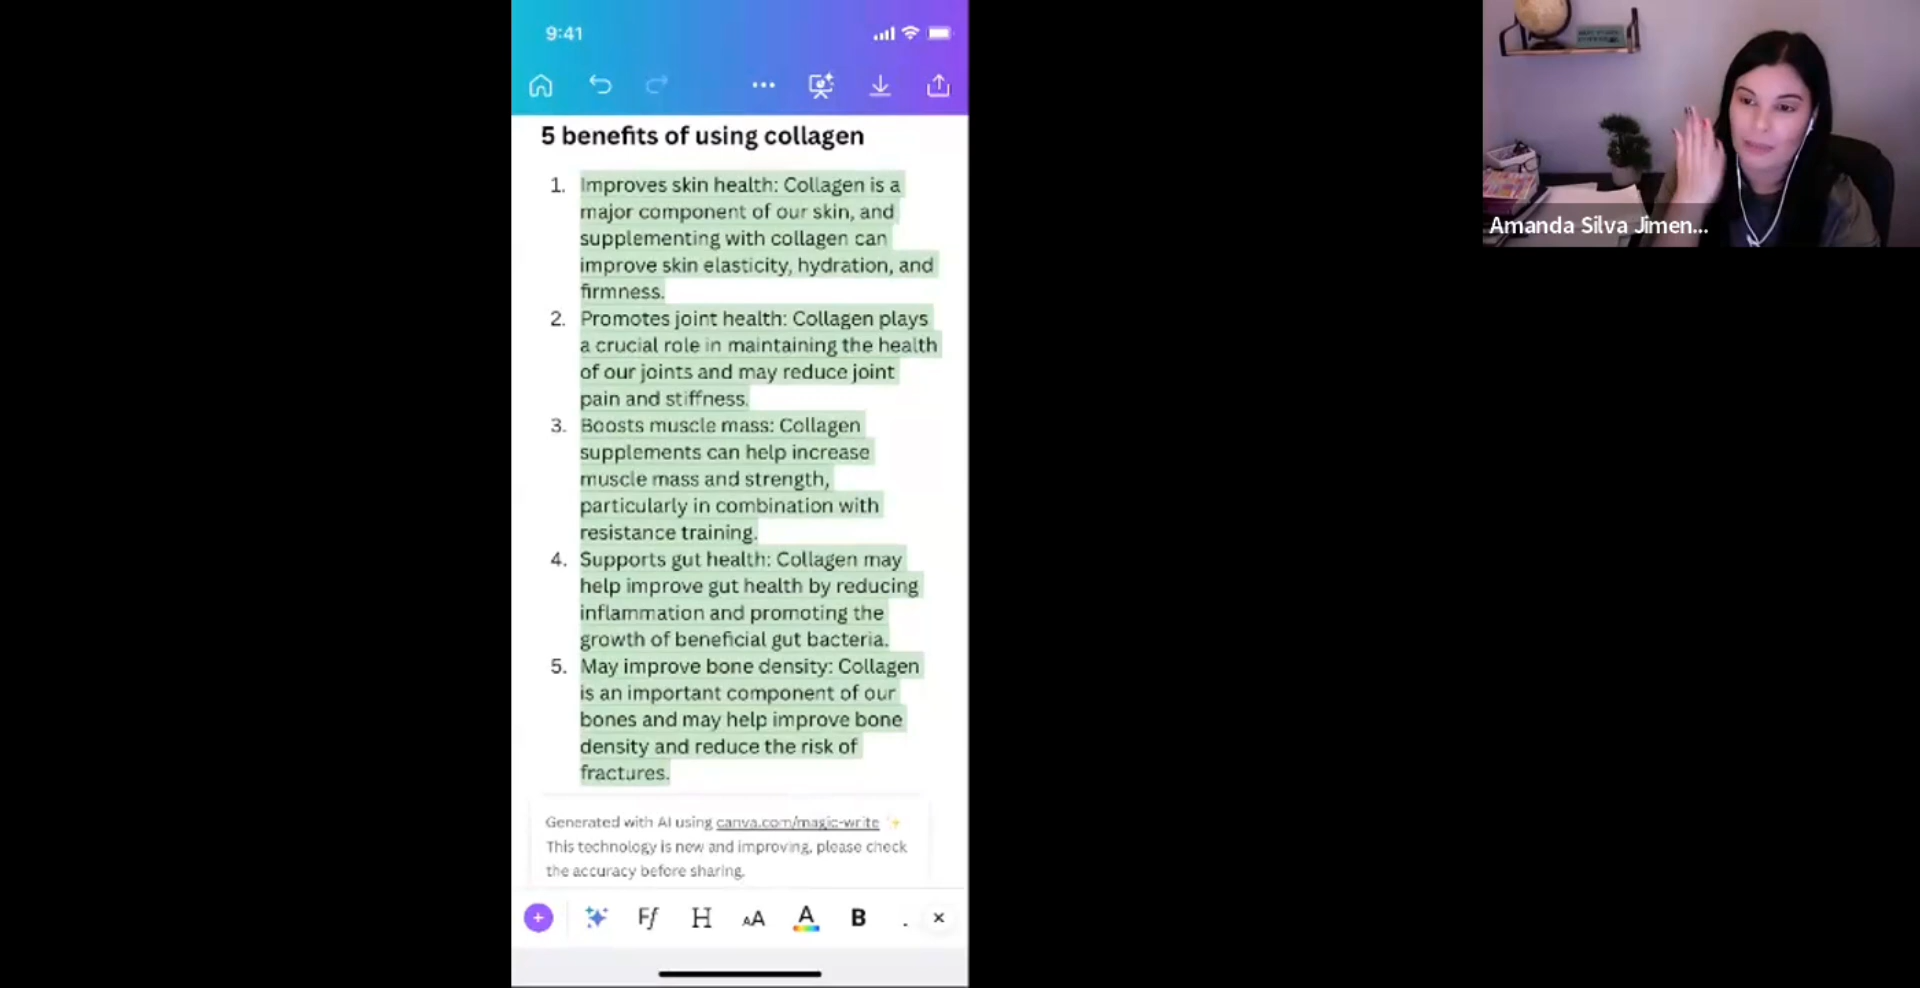 9:41
5 benefits of using collagen
1. Improves skin health: Collagen is a
major component of our skin, and
supplementing with collagen can
improve skin elasticity, hydration, and
firmness.
2. Promotes joint health: Collagen plays
a crucial role in maintaining the health
of our joints and may reduce joint
pain and stiffness.
3. Boosts muscle mass: Collagen
supplements can help increase
muscle mass and strength,
particularly in combination with
resistance training.
4. Supports gut health: Collagen may
help improve gut health by reducing
inflammation and promoting the
growth of beneficial gut bacteria.
5. May improve bone density: Collagen
is an important component of our
bones and may help improve bone
density and reduce the risk of
fractures.
Generated with AI using canva.com/magic-write
This technology is new and improving, please check
the accuracy before sharing.
Ff H AA A B .
Amanda Silva Jimen...